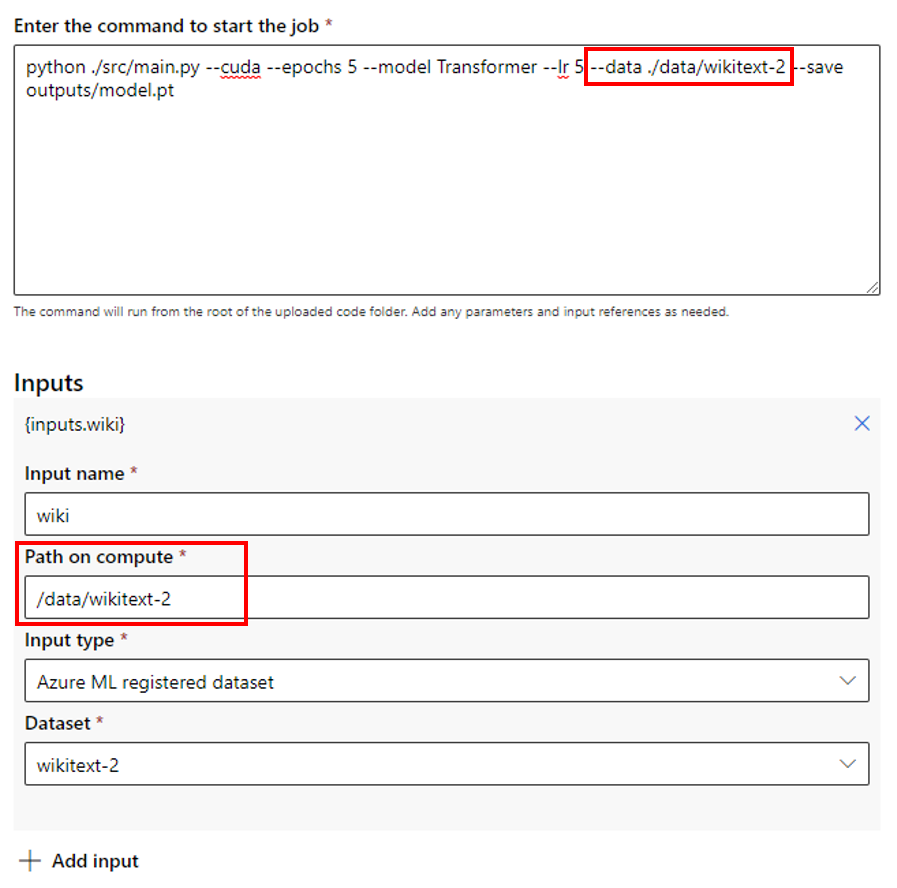 Enter the command to start the job *
python ./src/main.py --cuda --epochs 5 --model Transformer --lr 5 --data ./data/wikitext-2 --save
outputs/model.pt
The command will run from the root of the uploaded code folder. Add any parameters and input references as needed.
Inputs
{inputs.wiki}
Input name *
wiki
Path on compute *
/data/wikitext-2
Input type *
Azure ML registered dataset
Dataset *
wikitext-2
Add input